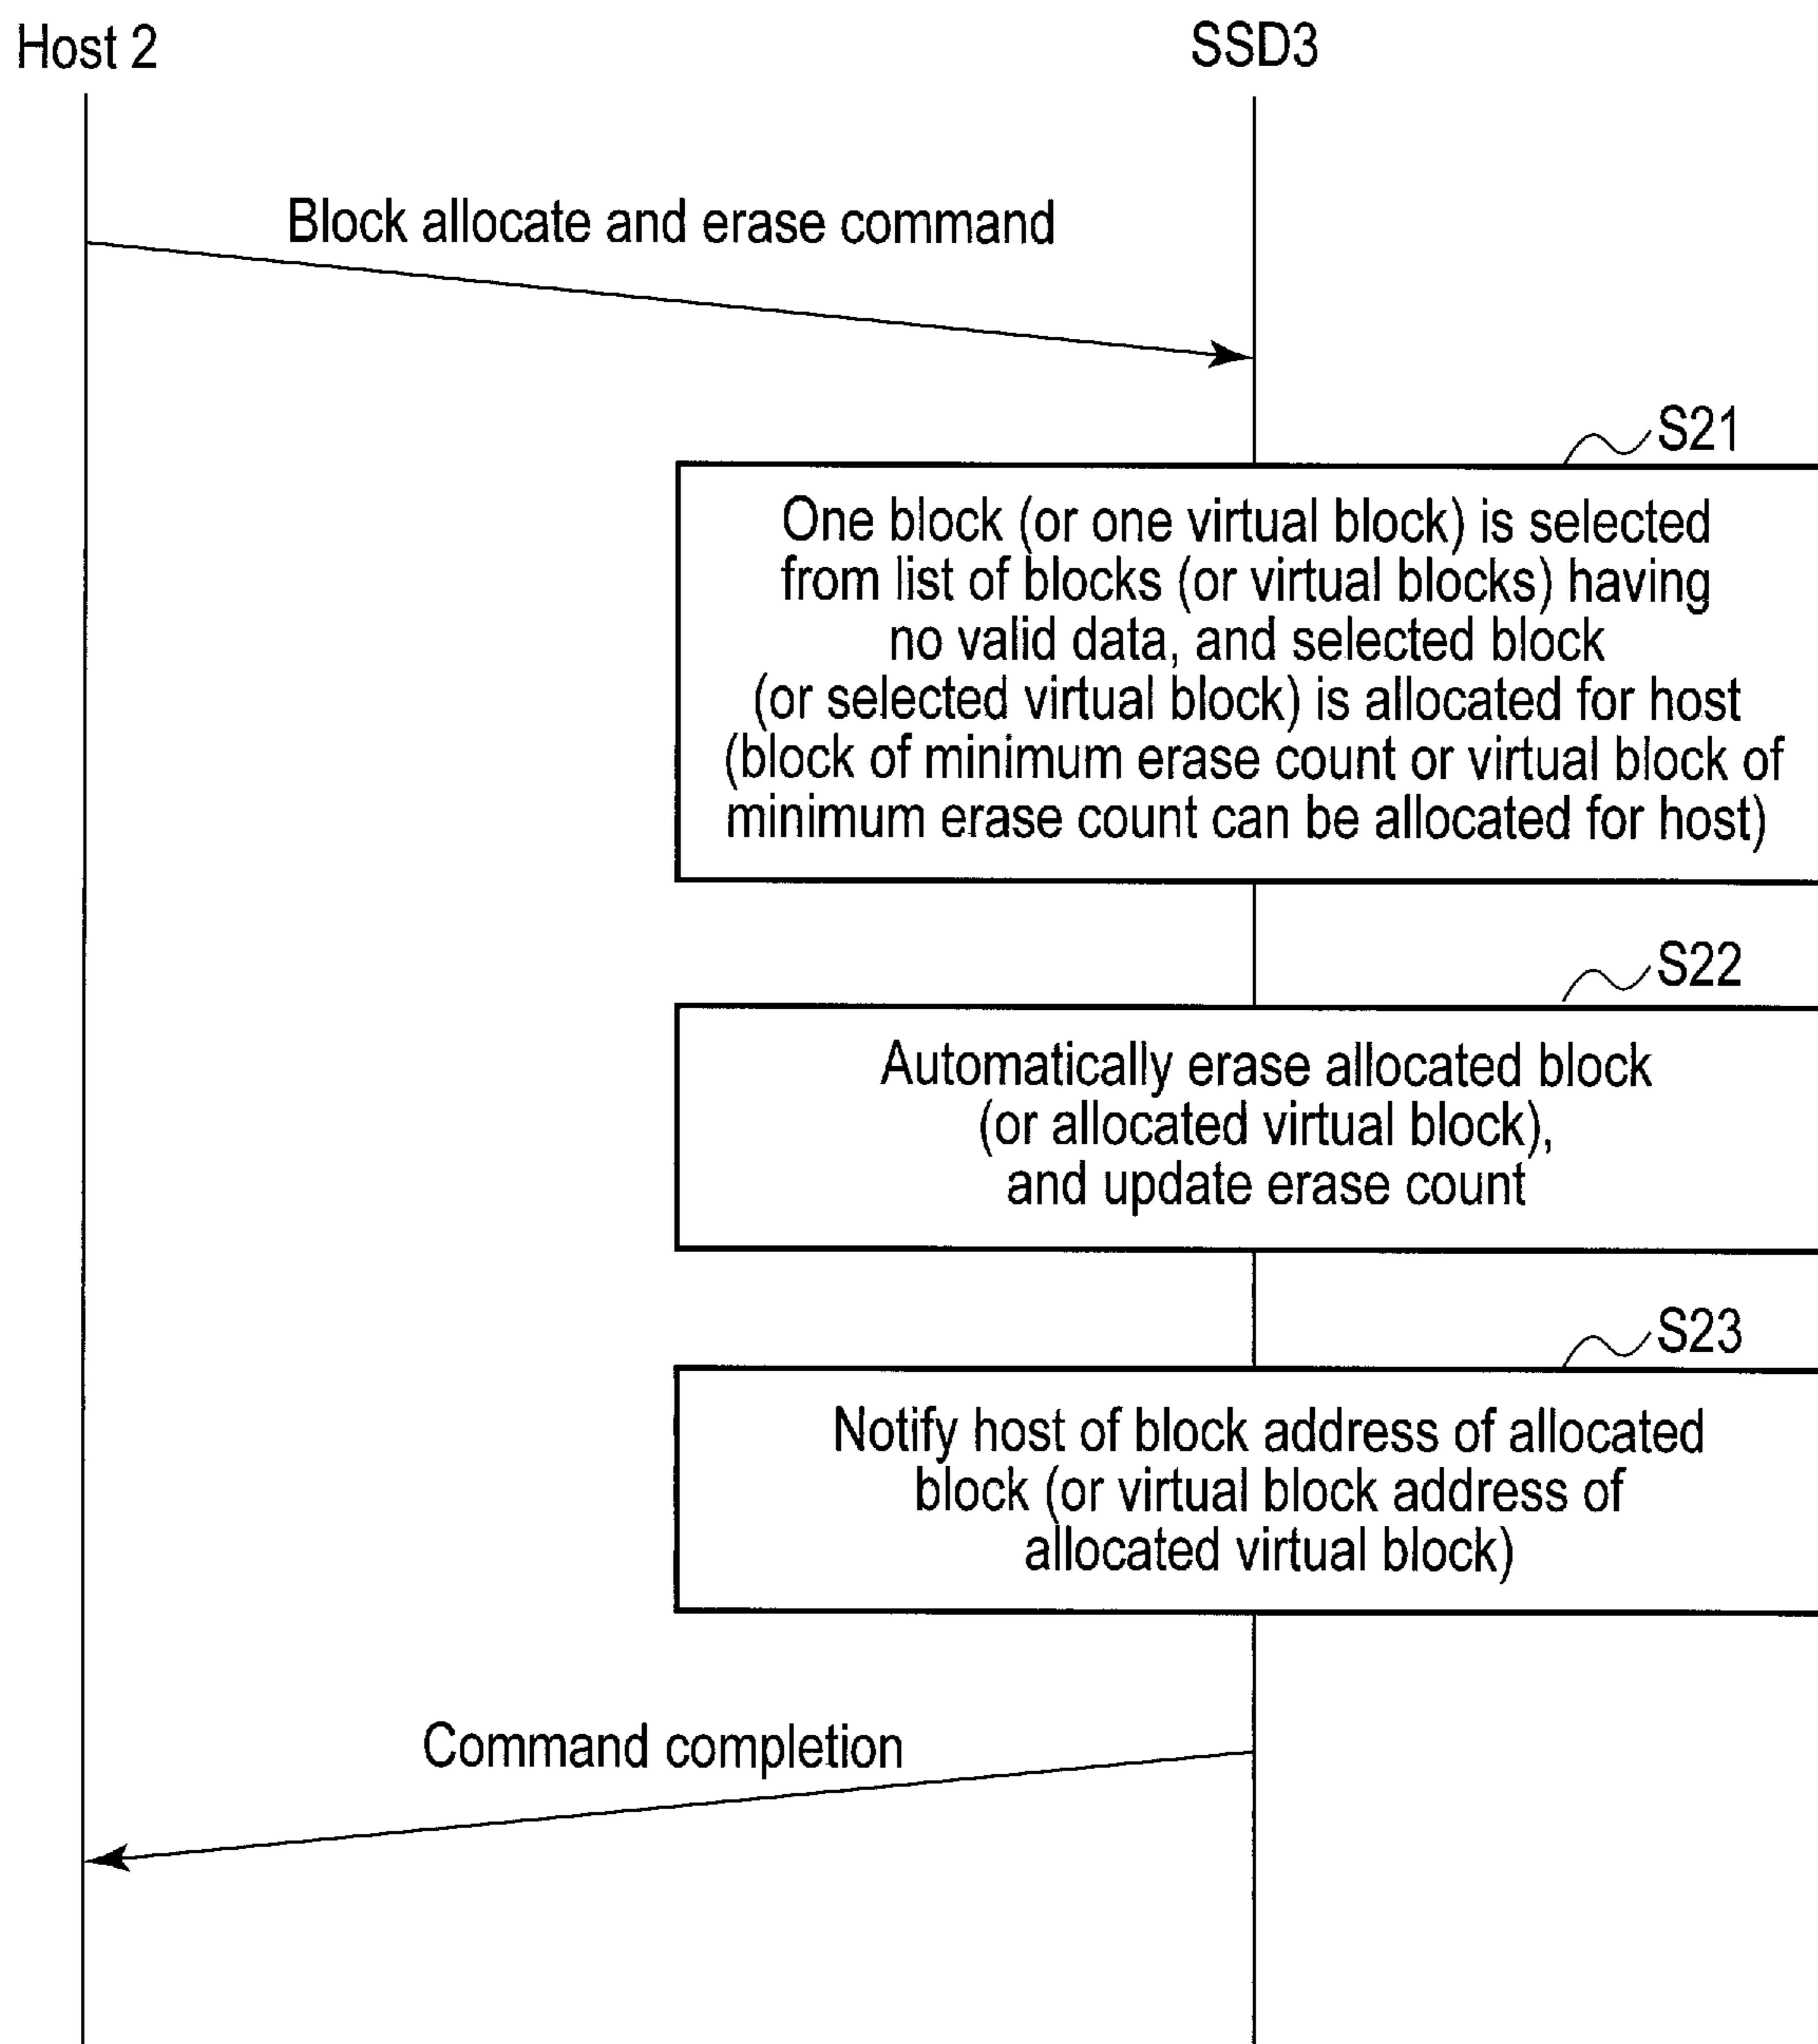 Host 2
SSD3
Block allocate and erase command
S21
One block (or one virtual block) is selected
from list of blocks (or virtual blocks) having
no valid data, and selected block
(or selected virtual block) is allocated for host
(block of minimum erase count or virtual block of
minimum erase count can be allocated for host)
S22
Automatically erase allocated block
(or allocated virtual block),
and update erase count
S23
Notify host of block address of allocated
block (or virtual block address of
allocated virtual block)
Command completion